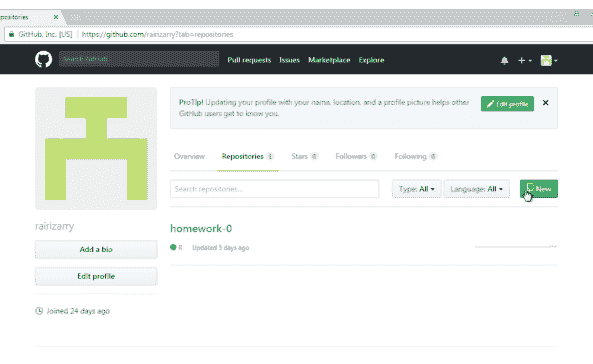 positories ×
GitHub, Inc. [US] | https://github.com/rairizarry?tab=repositories
Search GitHub Pull requests Issues Marketplace Explore
ProTip! Updating your profile with your name, location, and a profile picture helps other
GitHub users get to know you.
Edit profile ×
Overview Repositories 1 Stars 0 Followers 0 Following 0
Search repositories... Type: All Language: All New
rairizarry
homework-0
Add a bio
R Updated 3 days ago
Edit profile
Joined 24 days ago